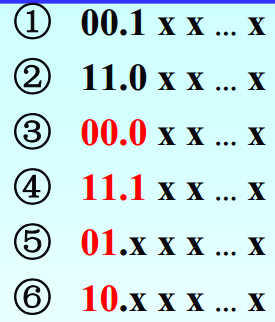 ① 00.1 x x ... x
② 11.0 x x ... x
③ 00.0 x x ... x
④ 11.1 x x ... x
⑤ 01.x x x ... x
⑥ 10.x x x ... x